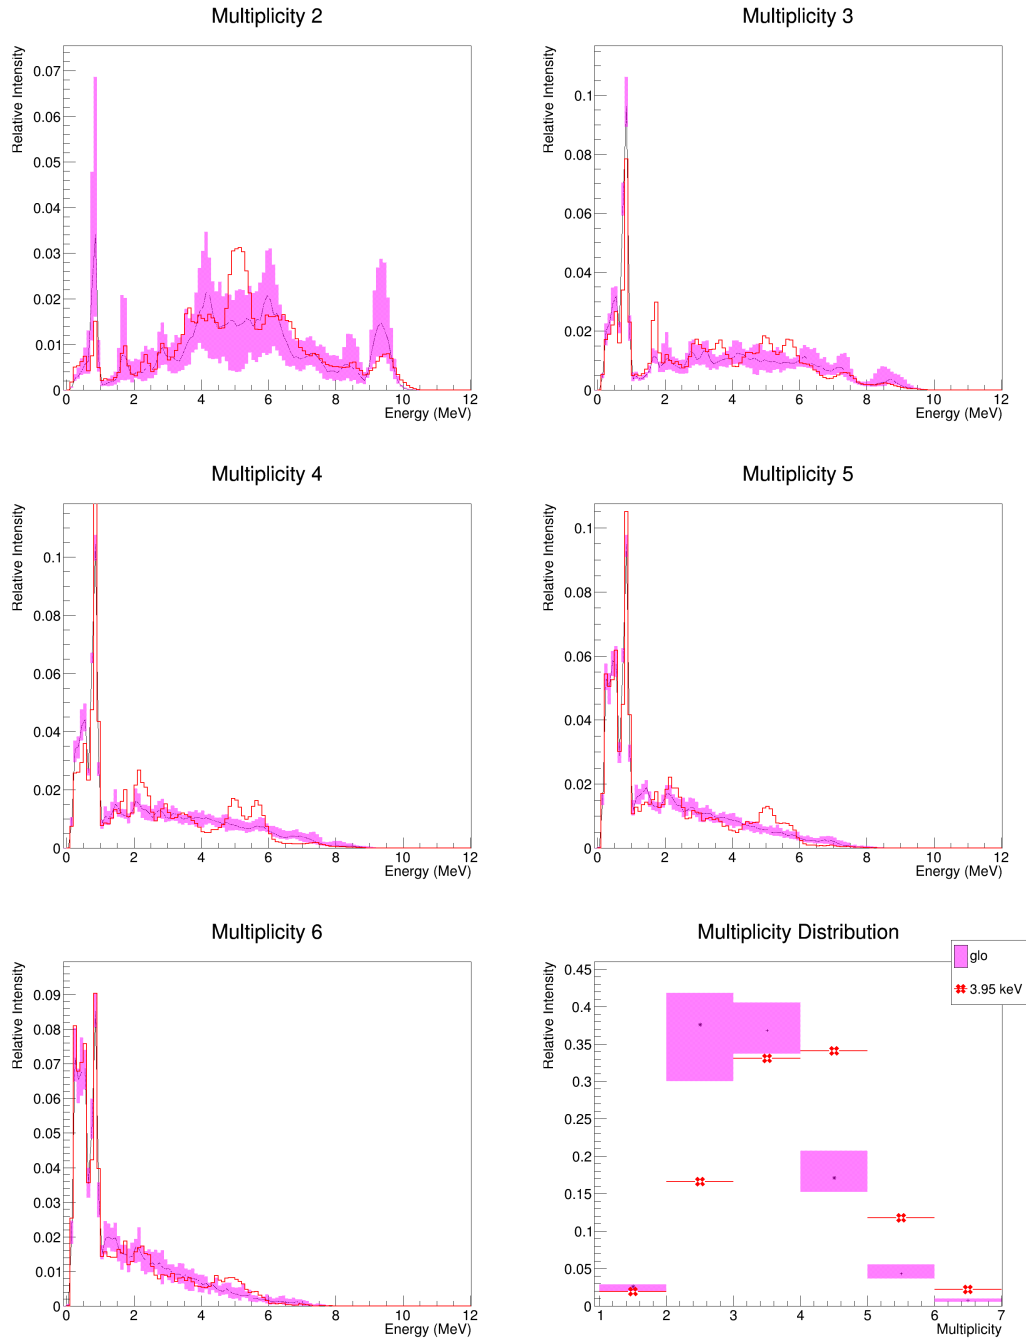 Multiplicity 2
Relative Intensity
0.07
0.06
0.05
0.04
0.03
0.02
0.01
0
0 2 4 6 8 10 12
Energy (MeV)
Multiplicity 3
Relative Intensity
0.1
0.08
0.06
0.04
0.02
0
0 2 4 6 8 10 12
Energy (MeV)
Multiplicity 4
Relative Intensity
0.1
0.08
0.06
0.04
0.02
0
0 2 4 6 8 10 12
Energy (MeV)
Multiplicity 5
Relative Intensity
0.1
0.08
0.06
0.04
0.02
0
0 2 4 6 8 10 12
Energy (MeV)
Multiplicity 6
Relative Intensity
0.09
0.08
0.07
0.06
0.05
0.04
0.03
0.02
0.01
0
0 2 4 6 8 10 12
Energy (MeV)
Multiplicity Distribution
Relative Intensity
0.45
0.4
0.35
0.3
0.25
0.2
0.15
0.1
0.05
0
1 2 3 4 5 6 7
Multiplicity
glo
3.95 keV